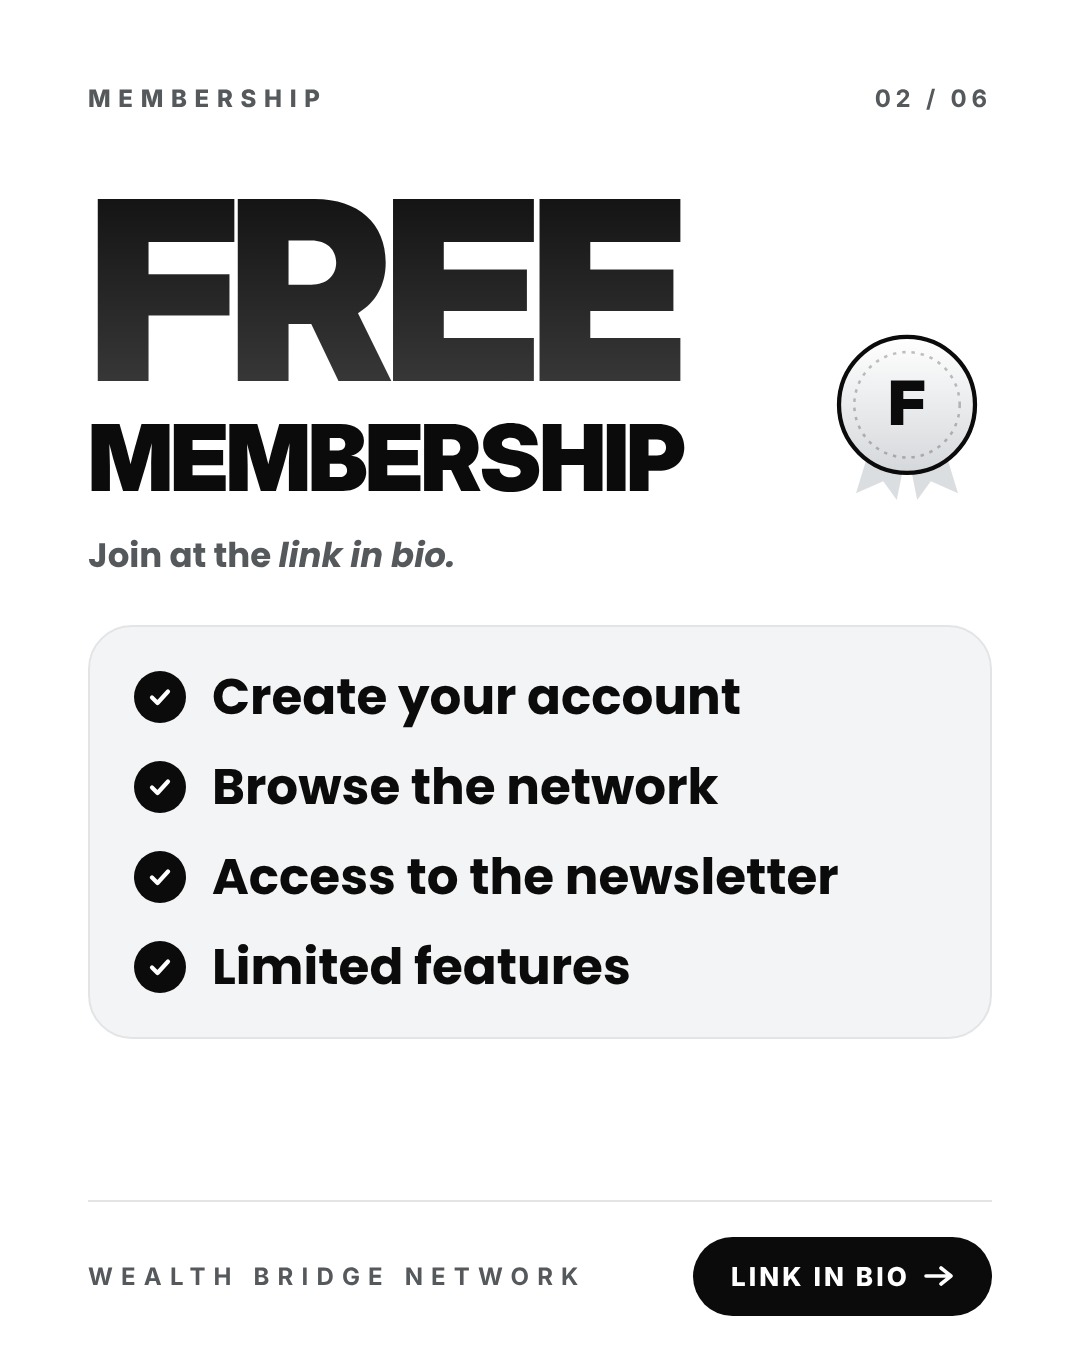 MEMBERSHIP
02 / 06
FREE
MEMBERSHIP
F
Join at the link in bio.
Create your account
Browse the network
Access to the newsletter
Limited features
WEALTH BRIDGE NETWORK
LINK IN BIO →